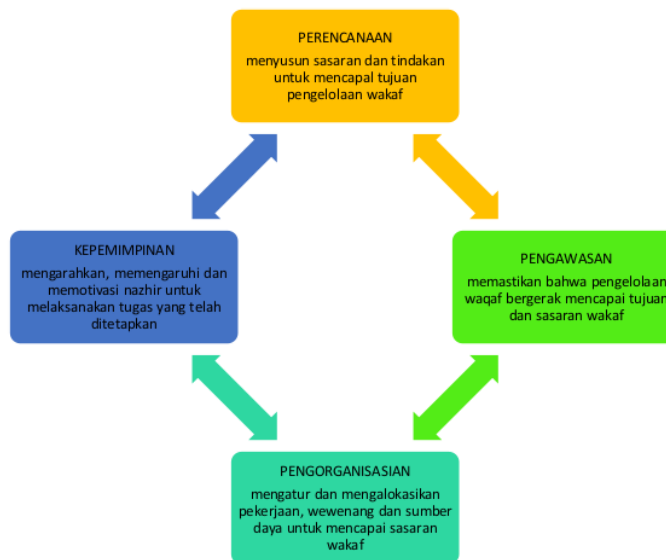 PERENCANAAN
menyusun sasaran dan tindakan
untuk mencapal tujuan
pengelolaan wakaf
KEPEMIMPINAN
mengarahkan, memengaruhi dan
memotivasi nazhir untuk
melaksanakan tugas yang telah
ditetapkan
PENGAWASAN
memastikan bahwa pengelolaan
waqaf bergerak mencapai tujuan
dan sasaran wakaf
PENGORGANISASIAN
mengatur dan mengalokasikan
pekerjaan, wewenang dan sumber
daya untuk mencapai sasaran
wakaf